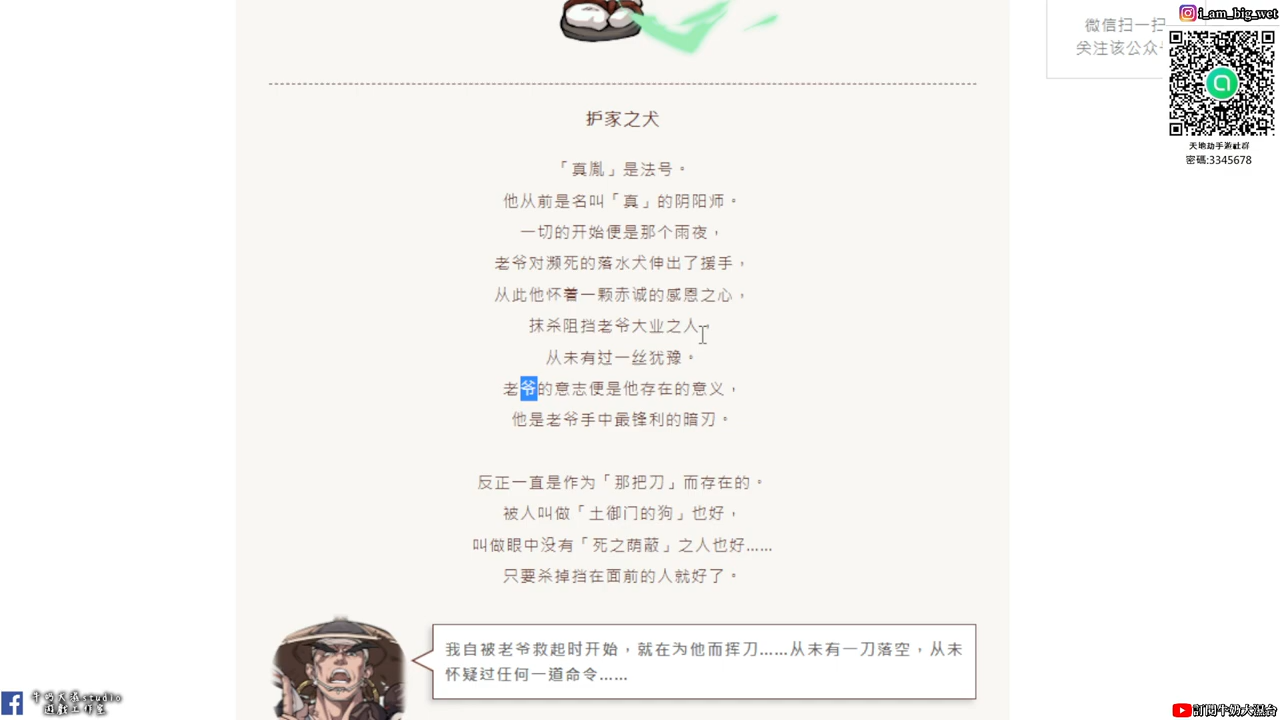 i_am_big_wet
微信扫一扫
关注该公众
天地劫手游社群
密碼:3345678
护家之犬
「真胤」是法号。
他从前是名叫「真」的阴阳师。
一切的开始便是那个雨夜，
老爷对濒死的落水犬伸出了援手，
从此他怀着一颗赤诚的感恩之心，
抹杀阻挡老爷大业之人，
从未有过一丝犹豫。
老爷的意志便是他存在的意义，
他是老爷手中最锋利的暗刃。
反正一直是作为「那把刀」而存在的。
被人叫做「土御门的狗」也好，
叫做眼中没有「死之荫蔽」之人也好……
只要杀掉挡在面前的人就好了。
我自被老爷救起时开始，就在为他而挥刀……从未有一刀落空，从未
怀疑过任何一道命令……
studio
遊戲工作室
訂閱牛奶大濕台